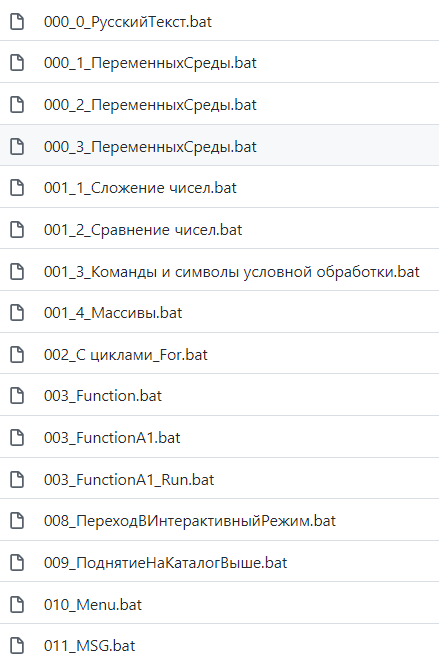 000_0_РусскийТекст.bat
000_1_ПеременныхСреды.bat
000_2_ПеременныхСреды.bat
000_3_ПеременныхСреды.bat
001_1_Сложение чисел.bat
001_2_Сравнение чисел.bat
001_3_Команды и символы условной обработки.bat
001_4_Массивы.bat
002_С циклами_For.bat
003_Function.bat
003_FunctionA1.bat
003_FunctionA1_Run.bat
008_ПереходВИнтерактивныйРежим.bat
009_ПоднятиеНаКаталогВыше.bat
010_Menu.bat
011_MSG.bat